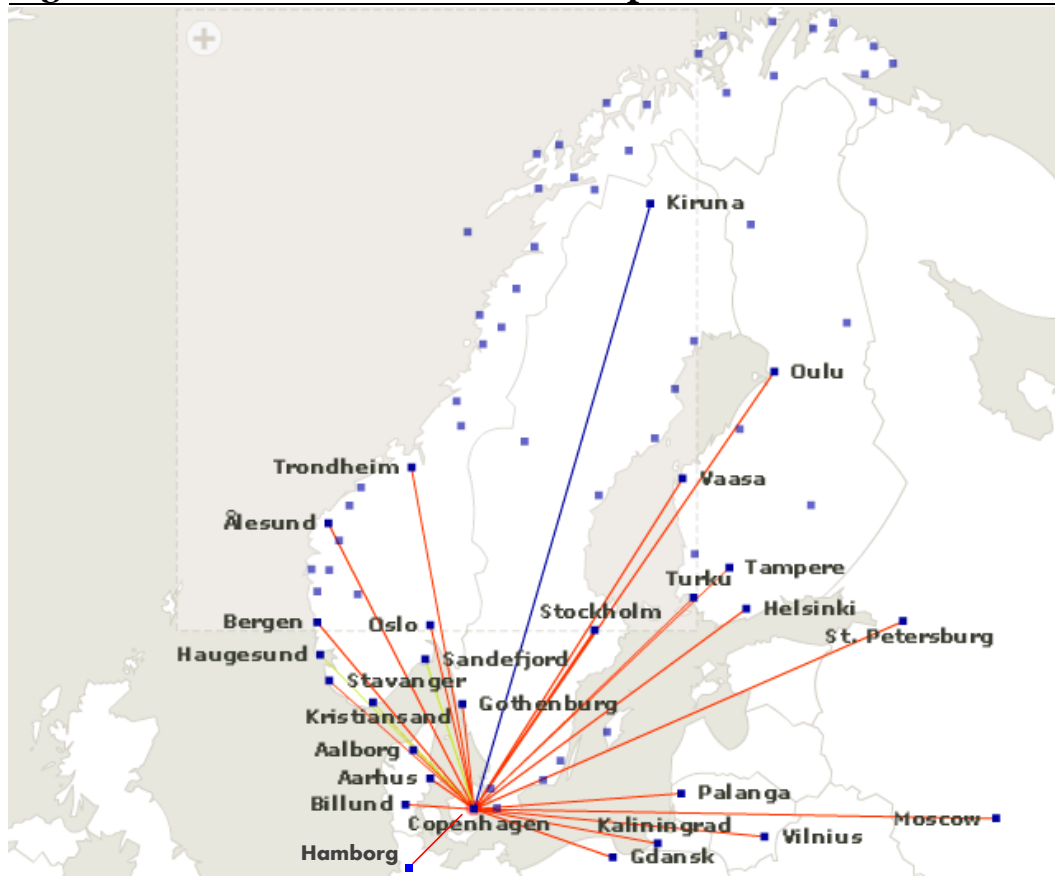 Kiruna
Oulu
Trondheim
Vaasa
Ålesund
Tampere
Turku
Stockholm
Helsinki
Bergen
Oslo
St. Petersburg
Haugesund
Sandefjord
Stavanger
Gothenburg
Kristiansand
Aalborg
Aarhus
Palanga
Billund
Copenhagen
Kaliningrad
Moscow
Vilnius
Hamborg
Gdansk